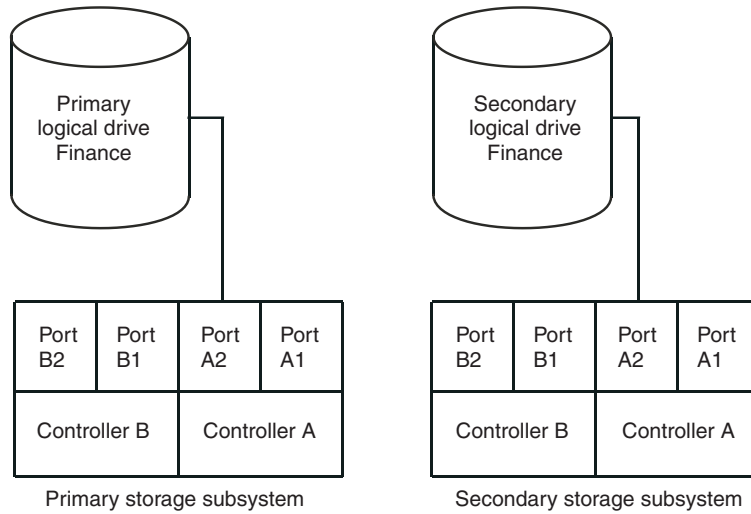 Primary
logical drive
Finance
Secondary
logical drive
Finance
Port
B2
Port
B1
Port
A2
Port
A1
Controller B
Controller A
Primary storage subsystem
Port
B2
Port
B1
Port
A2
Port
A1
Controller B
Controller A
Secondary storage subsystem